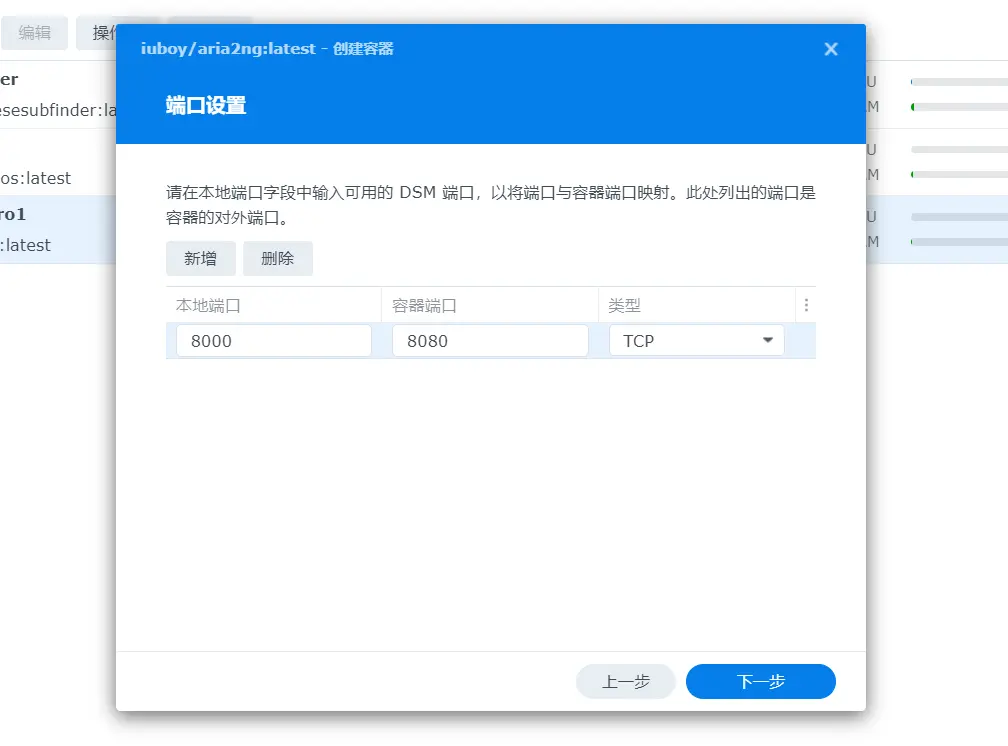 编辑
操作
iuboy/aria2ng:latest - 创建容器
端口设置
er
esesubfinder:la
U
M
os:latest
U
M
ro1
:latest
U
M
请在本地端口字段中输入可用的 DSM 端口，以将端口与容器端口映射。此处列出的端口是
容器的对外端口。
新增 删除
本地端口 容器端口 类型
8000 8080 TCP
上一步 下一步